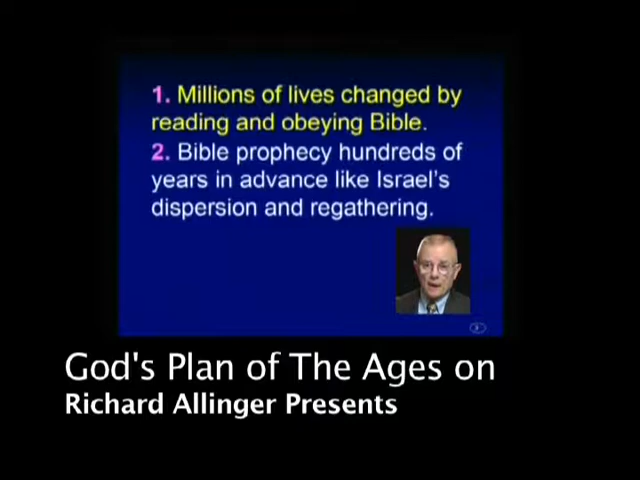 1. Millions of lives changed by
reading and obeying Bible.
2. Bible prophecy hundreds of
years in advance like Israel's
dispersion and regathering.
God's Plan of The Ages on
Richard Allinger Presents